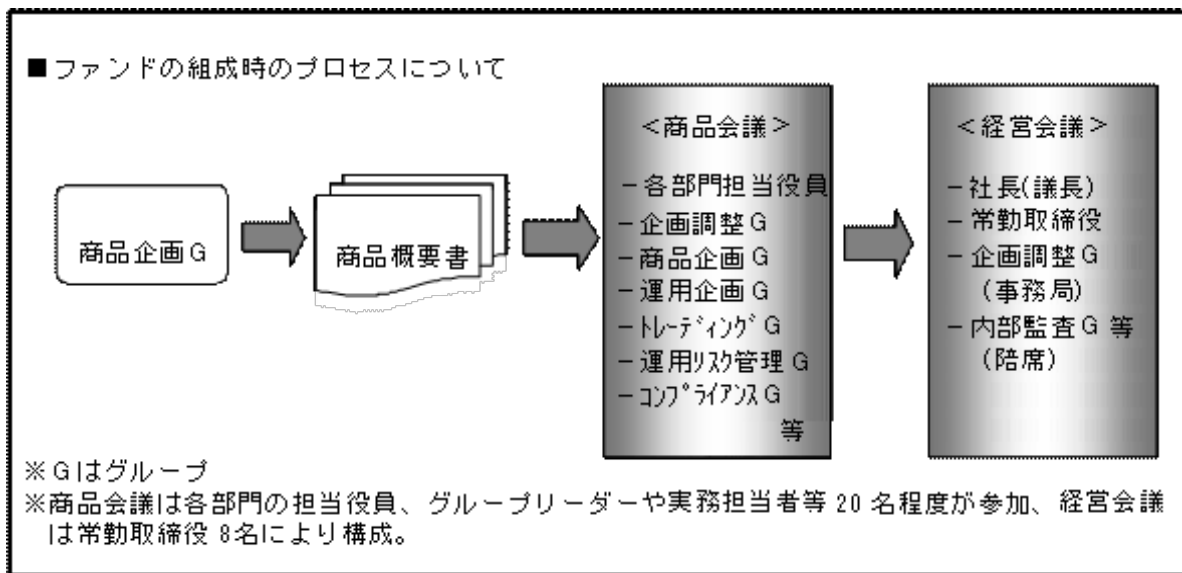 ■ファンドの組成時のプロセスについて
商品企画G
商品概要書
＜商品会議＞
－各部門担当役員
－企画調整G
－商品企画G
－運用企画G
－ﾄﾚｰﾃﾞｨﾝｸﾞG
－運用ﾘｽｸ管理G
－ｺﾝﾌﾟﾗｲｱﾝｽG
等
＜経営会議＞
－社長(議長)
－常勤取締役
－企画調整G
（事務局）
－内部監査G 等
（陪席）
※Gはグループ
※商品会議は各部門の担当役員、グループリーダーや実務担当者等 20 名程度が参加、経営会議
は常勤取締役 8名により構成。